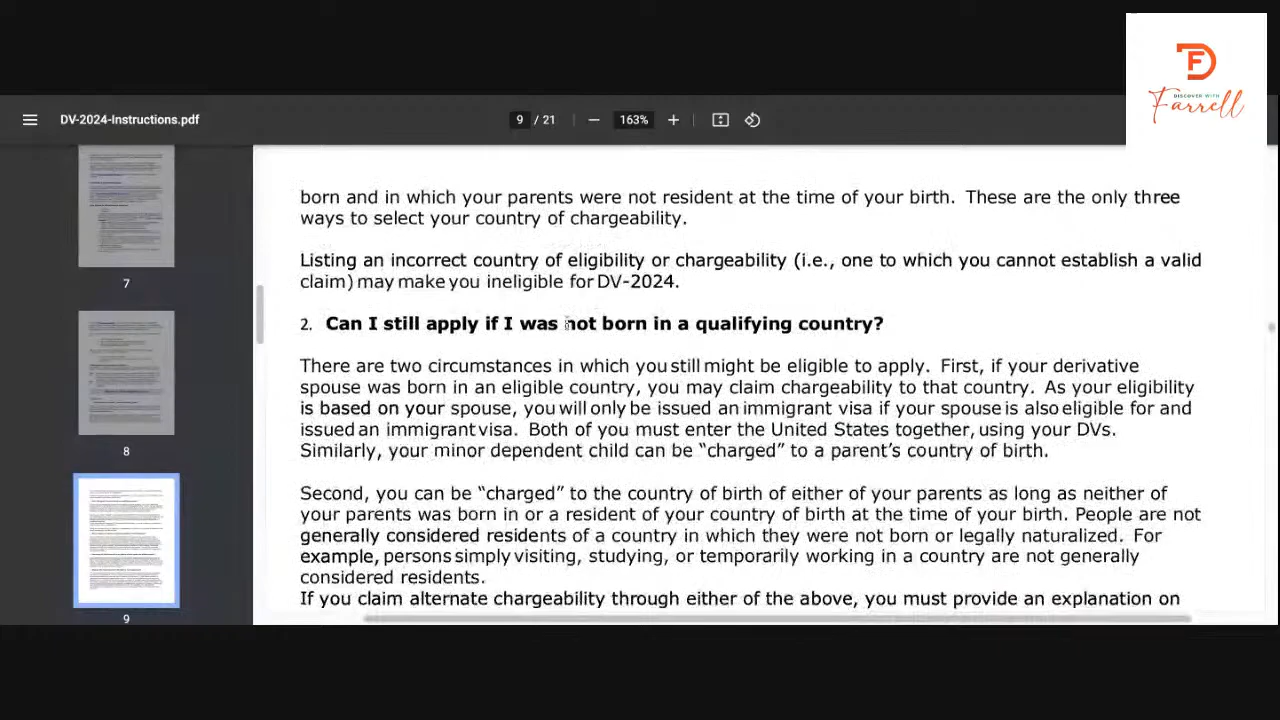 DF
DISCOVER WITH
Farrell
DV-2024-Instructions.pdf
9 / 21
163%
born and in which your parents were not resident at the time of your birth. These are the only three
ways to select your country of chargeability.
Listing an incorrect country of eligibility or chargeability (i.e., one to which you cannot establish a valid
claim) may make you ineligible for DV-2024.
2. Can I still apply if I was not born in a qualifying country?
There are two circumstances in which you still might be eligible to apply. First, if your derivative
spouse was born in an eligible country, you may claim chargeability to that country. As your eligibility
is based on your spouse, you will only be issued an immigrant visa if your spouse is also eligible for and
issued an immigrant visa. Both of you must enter the United States together, using your DVs.
Similarly, your minor dependent child can be “charged” to a parent’s country of birth.
Second, you can be “charged” to the country of birth of either of your parents as long as neither of
your parents was born in or a resident of your country of birth at the time of your birth. People are not
generally considered residents of a country in which they were not born or legally naturalized. For
example, persons simply visiting, studying, or temporarily working in a country are not generally
considered residents.
If you claim alternate chargeability through either of the above, you must provide an explanation on
7
8
9